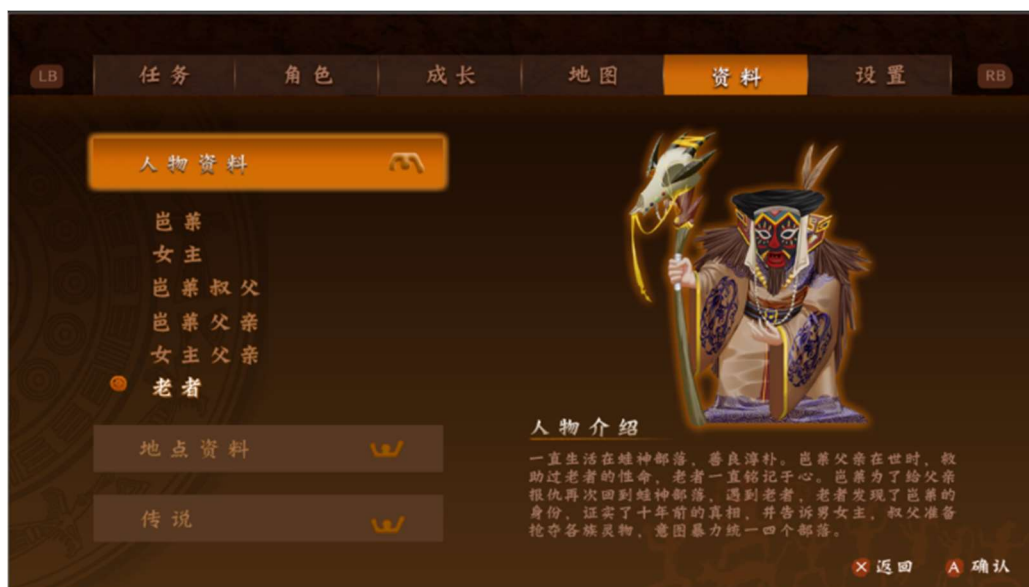 LB
任务
角色
成长
地图
资料
设置
RB
人物资料
岜莱
女主
岜莱叔父
岜莱父亲
女主父亲
老者
地点资料
传说
人物介绍
一直生活在蛙神部落，善良淳朴。岜莱父亲在世时，救
助过老者的性命，老者一直铭记于心。岜莱为了给父亲
报仇再次回到蛙神部落，遇到老者，老者发现了岜莱的
身份，证实了十年前的真相，并告诉男女主，叔父准备
抢夺各族灵物，意图暴力统一四个部落。
X 返回
A 确认